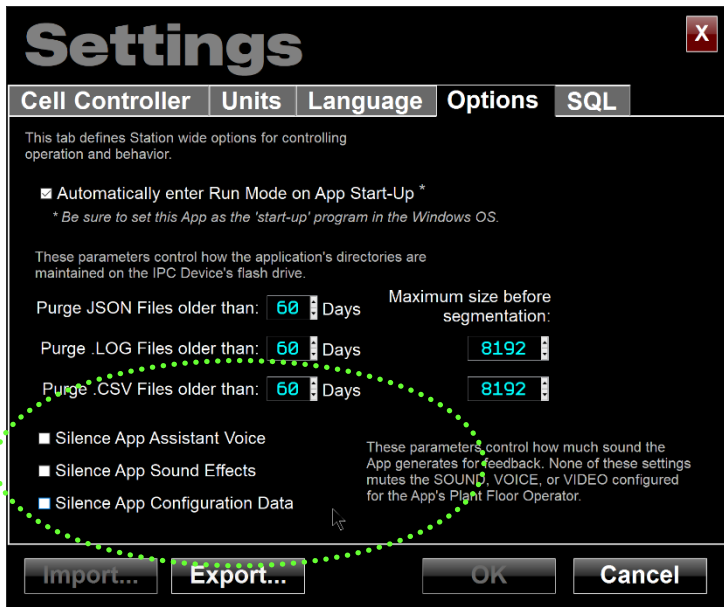 Settings
X
Cell Controller
Units
Language
Options
SQL
This tab defines Station wide options for controlling
operation and behavior.
Automatically enter Run Mode on App Start-Up *
* Be sure to set this App as the 'start-up' program in the Windows OS.
These parameters control how the application's directories are
maintained on the IPC Device's flash drive.
Maximum size before
segmentation:
Purge JSON Files older than: 60 Days
Purge .LOG Files older than: 60 Days 8192
Purge .CSV Files older than: 60 Days 8192
Silence App Assistant Voice
Silence App Sound Effects
Silence App Configuration Data
These parameters control how much sound the
App generates for feedback. None of these settings
mutes the SOUND, VOICE, or VIDEO configured
for the App's Plant Floor Operator.
Import...
Export...
OK
Cancel